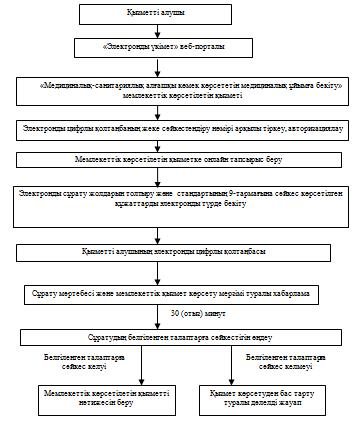 Қызметті алушы
«Электронды үкімет» веб-порталы
«Медициналық-санитариялық алғашқы көмек көрсететін медициналық ұйымға бекіту»
мемлекеттік көрсетілетін қызметі
Электронды цифрлы қолтаңбаның жеке сәйкестендіру нөмірі арқылы тіркеу, авторизациялау
Мемлекеттік көрсетілетін қызметке онлайн тапсырыс беру
Электронды сұрату жолдарын толтыру және стандартының 9-тармағына сәйкес көрсетілген
құжаттарды электронды түрде бекіту
Қызметті алушының электронды цифрлы қолтаңбасы
Сұрату мәртебесі және мемлекеттік қызмет көрсету мерзімі туралы хабарлама
30 (отыз) минут
Сұратудың белгіленген талаптарға сәйкестігін өңдеу
Белгіленген талаптарға
сәйкес келуі
Белгіленген талаптарға
сәйкес келмеуі
Мемлекеттік көрсетілетін қызметті
нәтижесін беру
Қызмет көрсетуден бас тарту
туралы дәлелді жауап